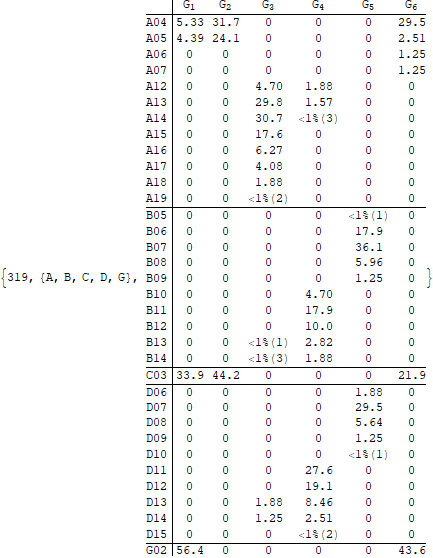 G1 G2 G3 G4 G5 G6
A04 5.33 31.7 0 0 0 29.5
A05 4.39 24.1 0 0 0 2.51
A06 0 0 0 0 0 1.25
A07 0 0 0 0 0 1.25
A12 0 0 4.70 1.88 0 0
A13 0 0 29.8 1.57 0 0
A14 0 0 30.7 <1%(3) 0 0
A15 0 0 17.6 0 0 0
A16 0 0 6.27 0 0 0
A17 0 0 4.08 0 0 0
A18 0 0 1.88 0 0 0
A19 0 0 <1%(2) 0 0 0
B05 0 0 0 0 <1%(1) 0
B06 0 0 0 0 17.9 0
B07 0 0 0 0 36.1 0
B08 0 0 0 0 5.96 0
{319, {A, B, C, D, G}, B09 0 0 0 0 1.25 0 }
B10 0 0 0 4.70 0 0
B11 0 0 0 17.9 0 0
B12 0 0 0 10.0 0 0
B13 0 0 <1%(1) 2.82 0 0
B14 0 0 <1%(3) 1.88 0 0
C03 33.9 44.2 0 0 0 21.9
D06 0 0 0 0 1.88 0
D07 0 0 0 0 29.5 0
D08 0 0 0 0 5.64 0
D09 0 0 0 0 1.25 0
D10 0 0 0 0 <1%(1) 0
D11 0 0 0 27.6 0 0
D12 0 0 0 19.1 0 0
D13 0 0 1.88 8.46 0 0
D14 0 0 1.25 2.51 0 0
D15 0 0 0 <1%(2) 0 0
G02 56.4 0 0 0 0 43.6